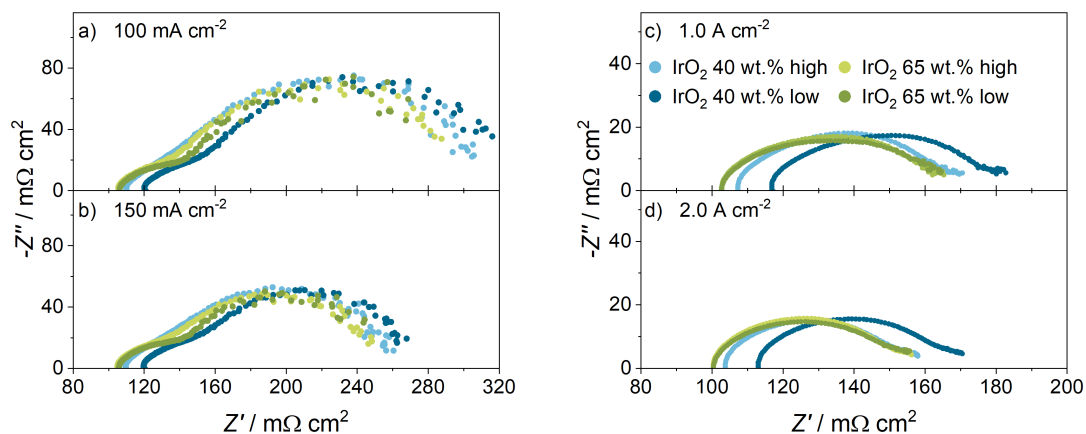 a) 100 mA cm⁻²
80
40
0
b) 150 mA cm⁻²
80
40
0
80 120 160 200 240 280 320
Z' / mΩ cm²
-Z'' / mΩ cm²
c) 1.0 A cm⁻²
IrO₂ 40 wt.% high IrO₂ 65 wt.% high
IrO₂ 40 wt.% low IrO₂ 65 wt.% low
40
20
0
d) 2.0 A cm⁻²
40
20
0
80 100 120 140 160 180 200
Z' / mΩ cm²
-Z'' / mΩ cm²